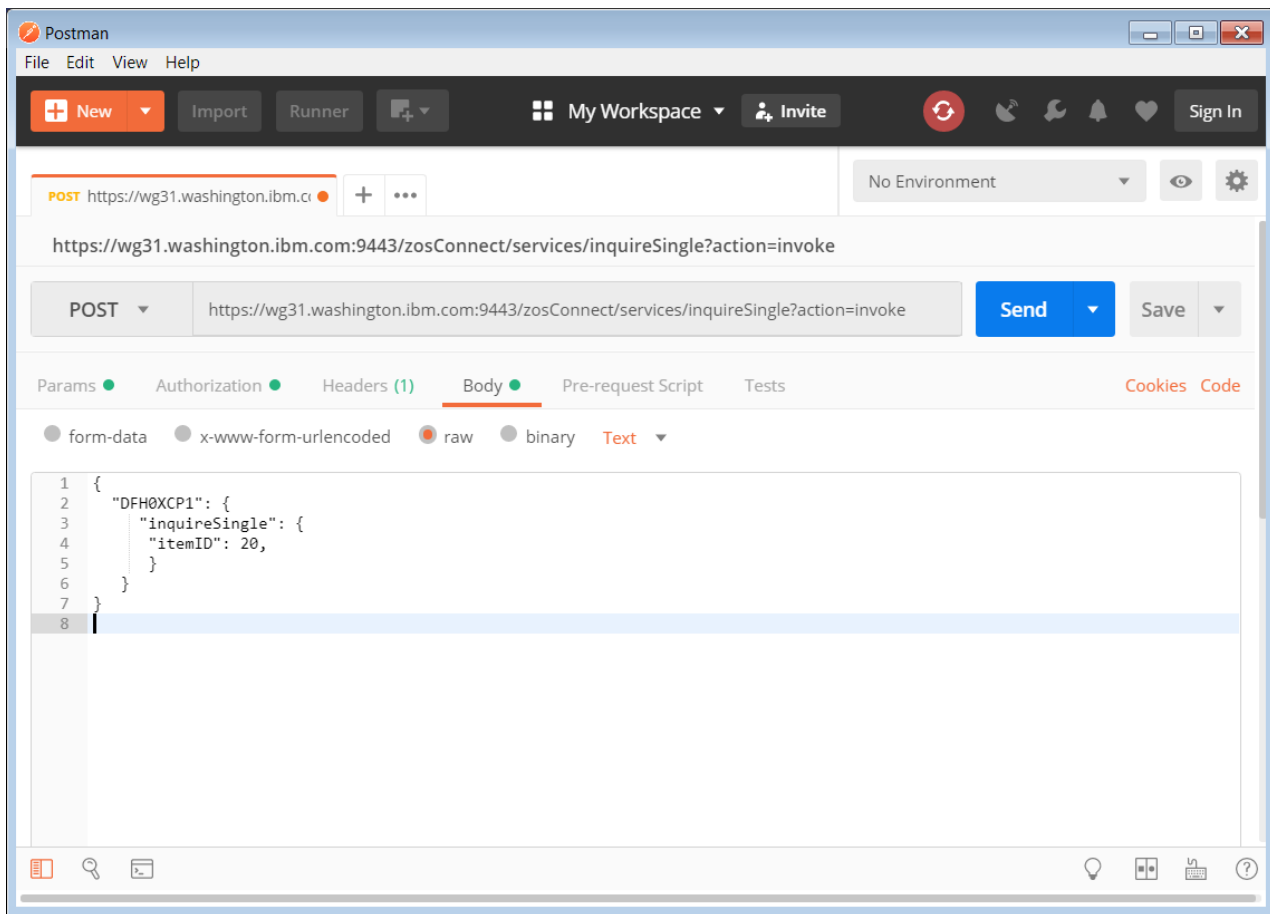 Postman
File Edit View Help
New Import Runner My Workspace Invite Sign In
POST https://wg31.washington.ibm.c No Environment
https://wg31.washington.ibm.com:9443/zosConnect/services/inquireSingle?action=invoke
POST https://wg31.washington.ibm.com:9443/zosConnect/services/inquireSingle?action=invoke Send Save
Params Authorization Headers (1) Body Pre-request Script Tests Cookies Code
form-data x-www-form-urlencoded raw binary Text
1 {
2 "DFH0XCP1": {
3 "inquireSingle": {
4 "itemID": 20,
5 }
6 }
7 }
8